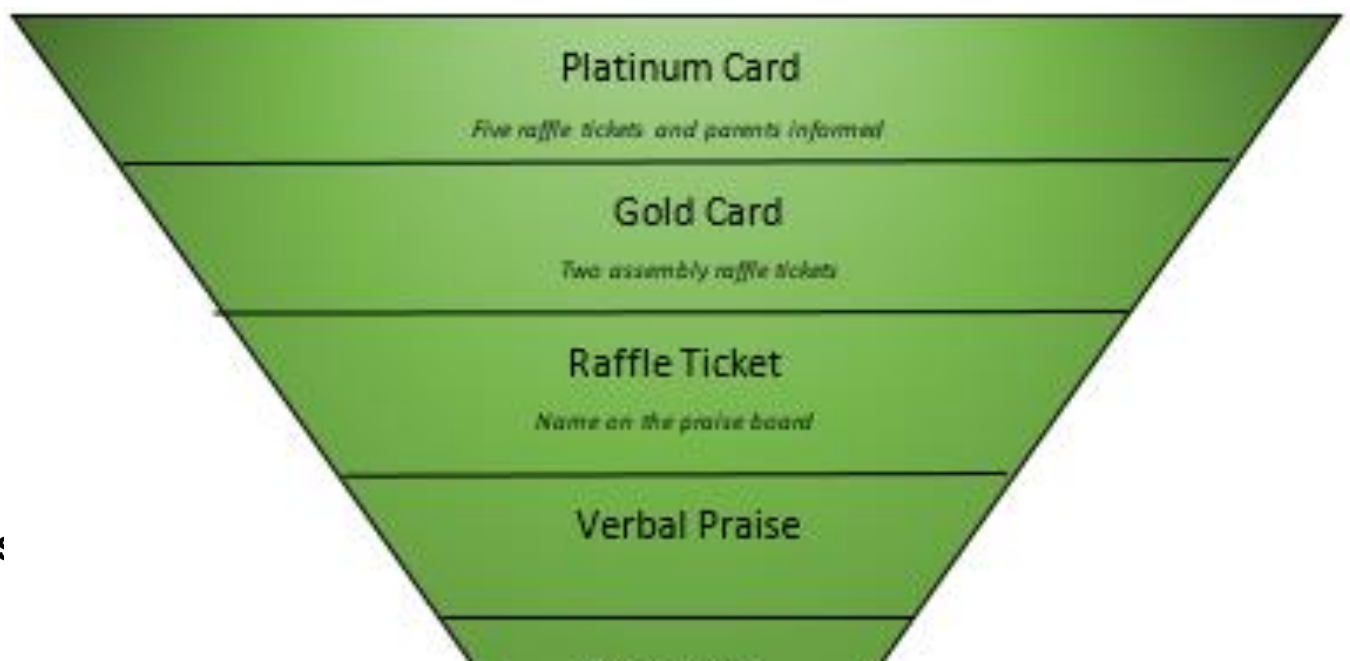 Platinum Card
Five raffle tickets and parents informed
Gold Card
Two assembly raffle tickets
Raffle Ticket
Name on the praise board
Verbal Praise